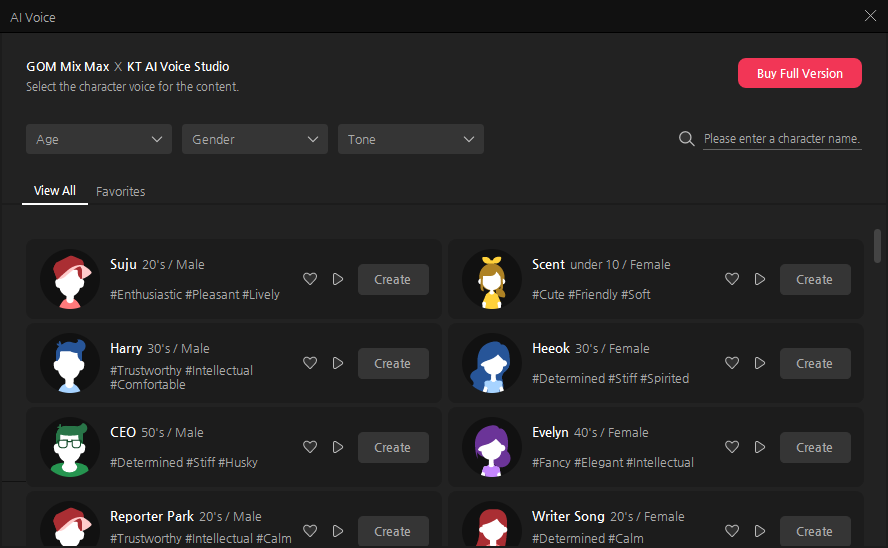 AI Voice
GOM Mix Max X KT AI Voice Studio
Select the character voice for the content.
Buy Full Version
Age
Gender
Tone
Please enter a character name.
View All
Favorites
Suju 20's / Male
#Enthusiastic #Pleasant #Lively
Create
Scent under 10 / Female
#Cute #Friendly #Soft
Create
Harry 30's / Male
#Trustworthy #Intellectual
#Comfortable
Create
Heeok 30's / Female
#Determined #Stiff #Spirited
Create
CEO 50's / Male
#Determined #Stiff #Husky
Create
Evelyn 40's / Female
#Fancy #Elegant #Intellectual
Create
Reporter Park 20's / Male
#Trustworthy #Intellectual #Calm
Create
Writer Song 20's / Female
#Determined #Calm
Create